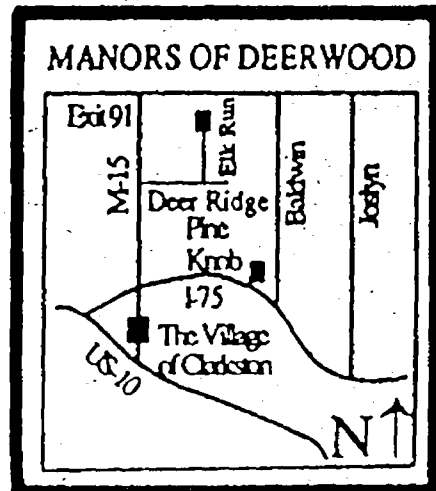 MANORS OF DEERWOOD
Exit 91
M-15
Elk Run
Baldwin
Joslyn
Deer Ridge
Pine
Knob
I-75
The Village
of Clarkston
US-10
N